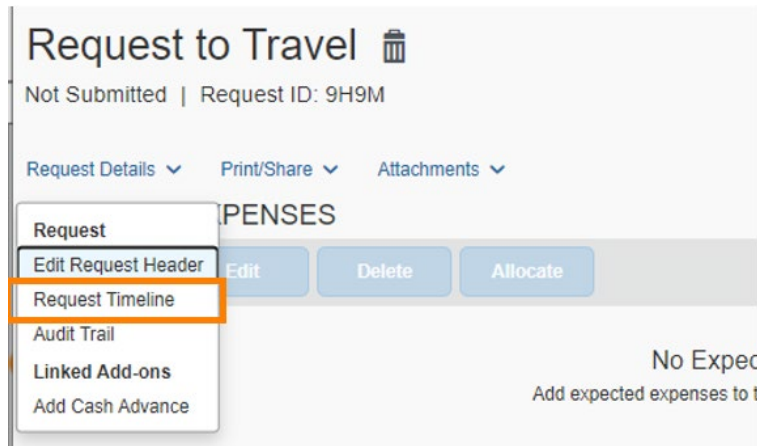 Request to Travel
Not Submitted | Request ID: 9H9M
Request Details Print/Share Attachments
PENSES
Request
Edit Request Header
Edit Delete Allocate
Request Timeline
Audit Trail
Linked Add-ons
Add Cash Advance
No Expec
Add expected expenses to t